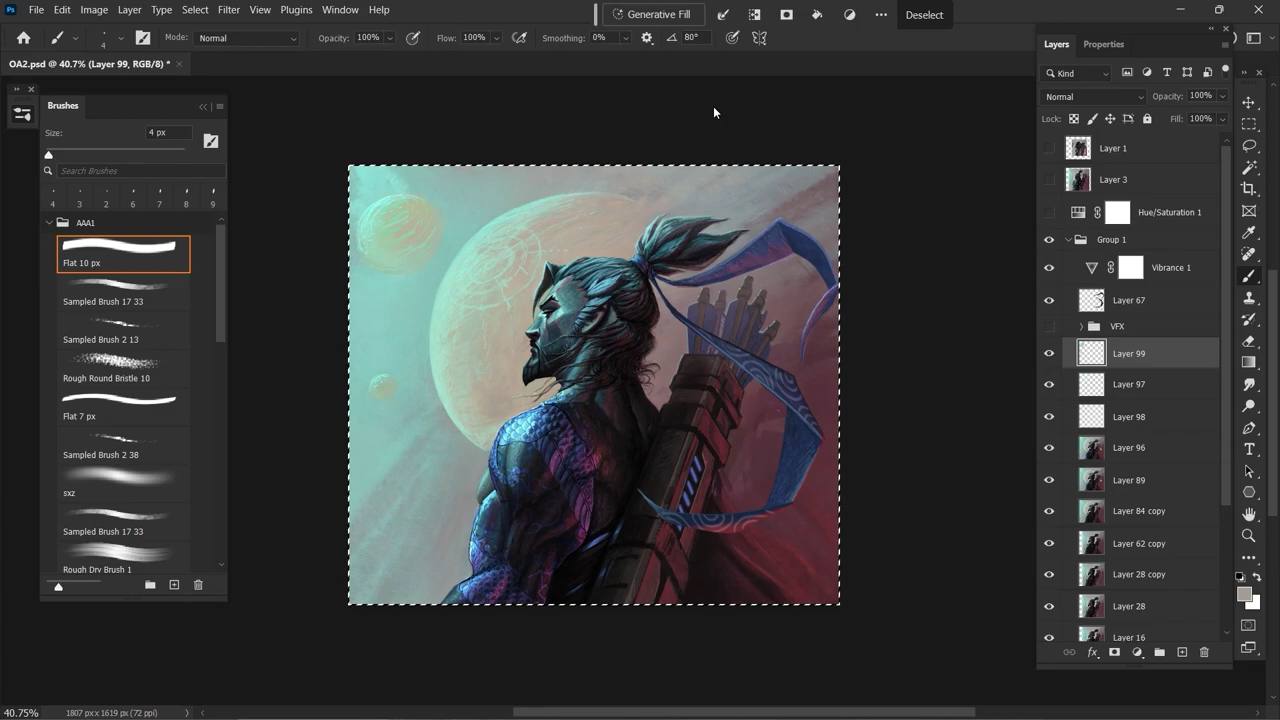 Ps File Edit Image Layer Type Select Filter View Plugins Window Help
Generative Fill
Deselect
4
Mode: Normal
Opacity: 100%
Flow: 100%
Smoothing: 0%
80°
OA2.psd @ 40.7% (Layer 99, RGB/8) *
Brushes
Size: 4 px
Search Brushes
4 3 2 6 7 8 9
AAA1
Flat 10 px
Sampled Brush 17 33
Sampled Brush 2 13
Rough Round Bristle 10
Flat 7 px
Sampled Brush 2 38
sxz
Sampled Brush 17 33
Rough Dry Brush 1
Layers Properties
Kind
Normal Opacity: 100%
Lock: Fill: 100%
Layer 1
Layer 3
Hue/Saturation 1
Group 1
Vibrance 1
Layer 67
VFX
Layer 99
Layer 97
Layer 98
Layer 96
Layer 89
Layer 84 copy
Layer 62 copy
Layer 28 copy
Layer 28
Layer 16
fx
40.75% 1807 px x 1619 px (72 ppi)